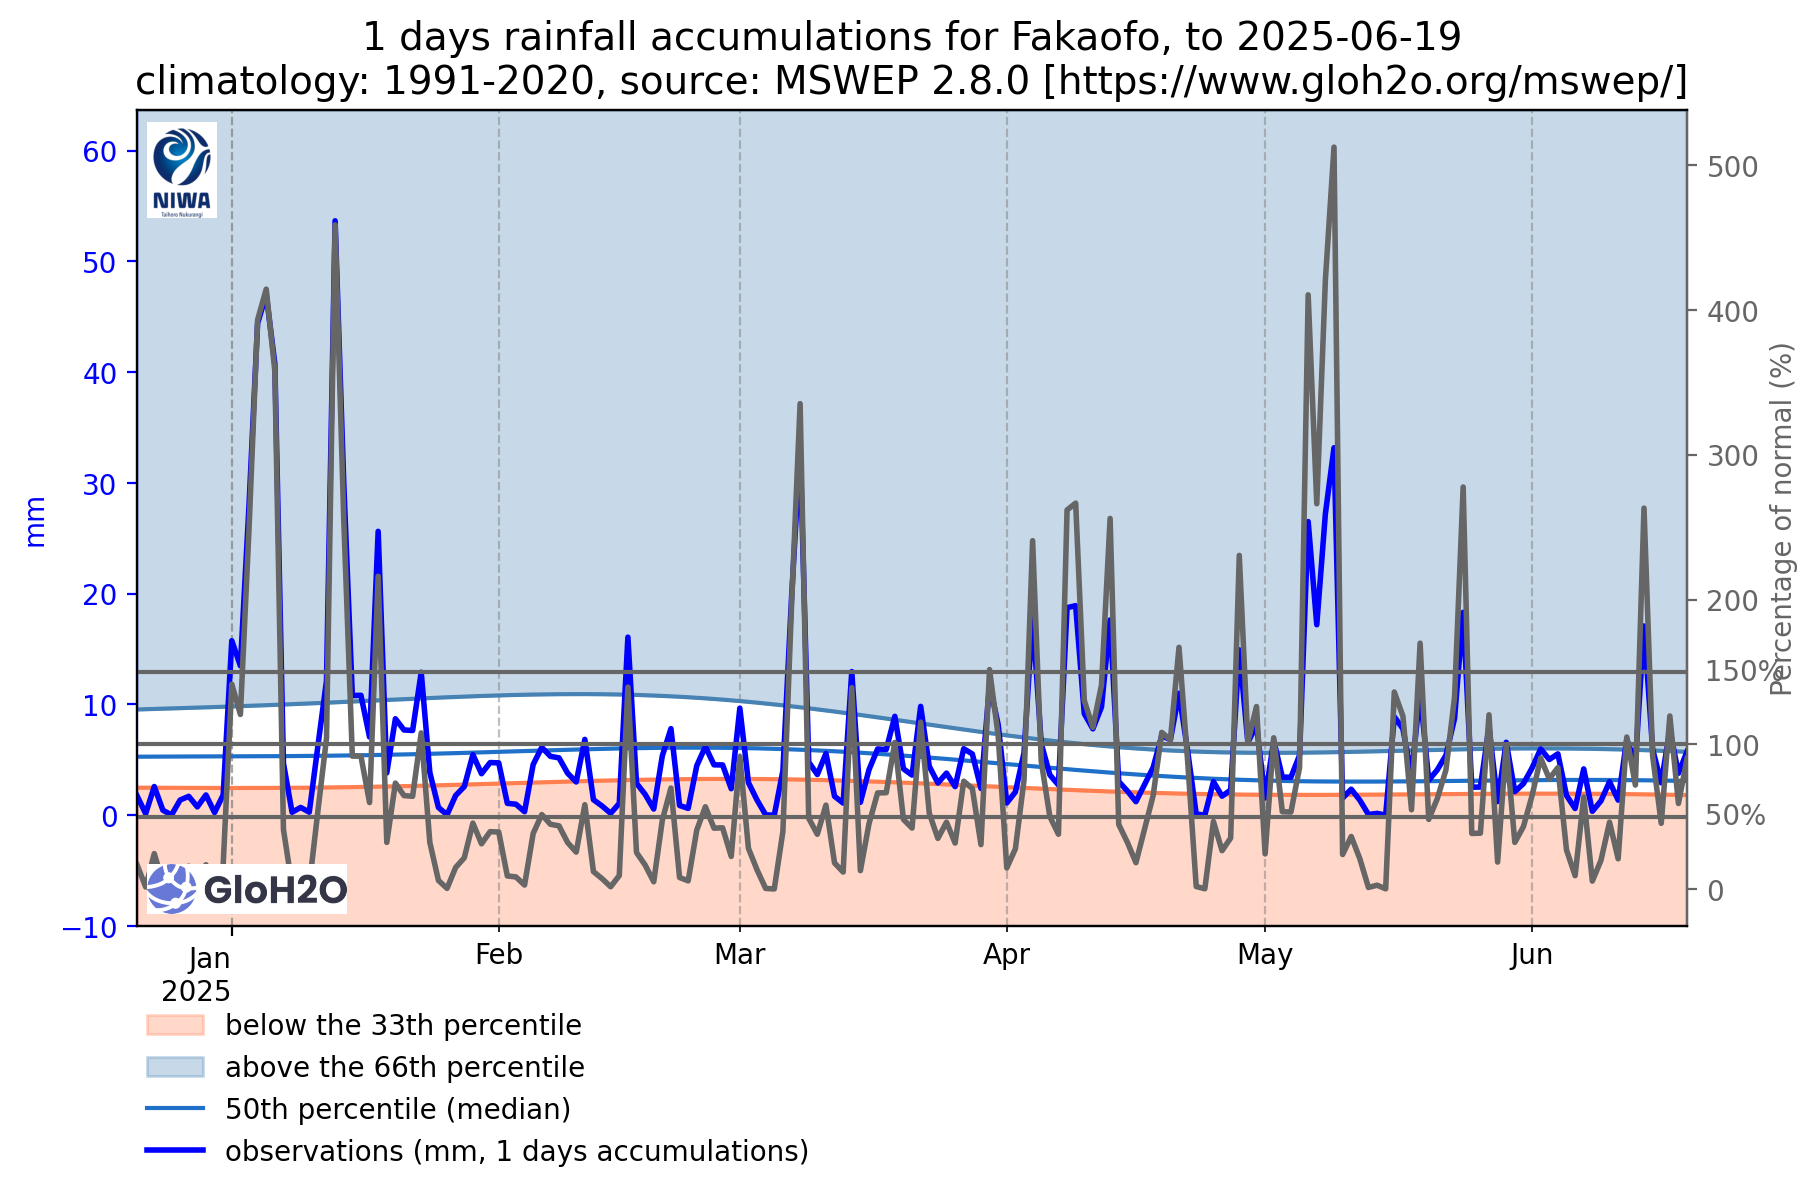 1 days rainfall accumulations for Fakaofo, to 2025-06-19
climatology: 1991-2020, source: MSWEP 2.8.0 [https://www.gloh2o.org/mswep/]
NIWA
Taihoro Nukurangi
60
50
40
30
20
10
0
−10
mm
500
400
300
200
150%
100
50%
0
Percentage of normal (%)
GloH2O
Jan
2025
Feb
Mar
Apr
May
Jun
below the 33th percentile
above the 66th percentile
50th percentile (median)
observations (mm, 1 days accumulations)